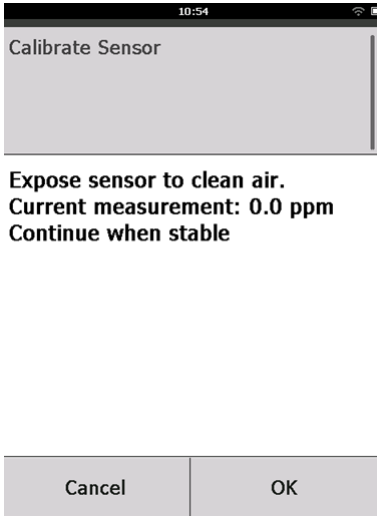 10:54
Calibrate Sensor
Expose sensor to clean air.
Current measurement: 0.0 ppm
Continue when stable
Cancel
OK